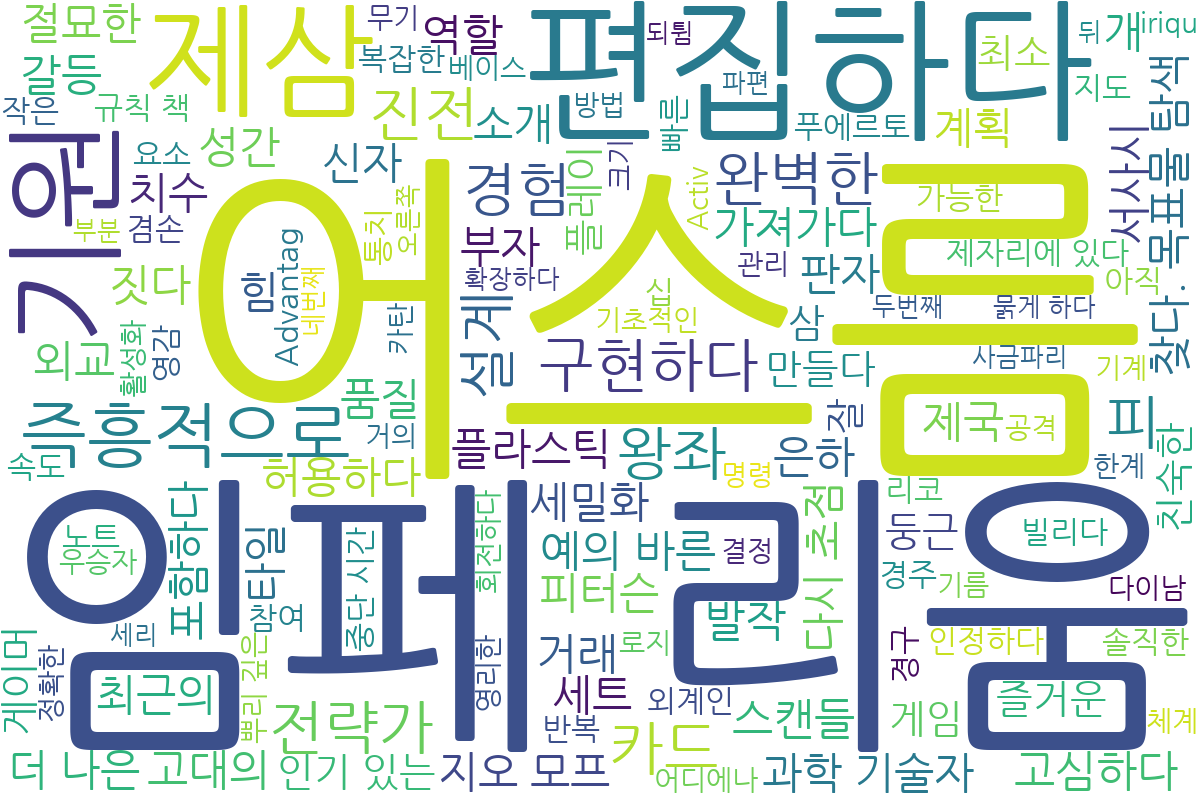 절묘한
제삼
무기
역할
편집하다
되튐
최소
뒤
개
iriqu
갈등
복잡한
베이스
파편
지도
작은
규칙 책
진전
소개
방법
빠른
푸에르토
계획
목표물 탐색
기원
요소
성간
신자
경험
플레이
크기
완벽한
Activ
가능한
서사시
치수
부분
겸손
통치
오른쪽
부자
가져가다
제자리에 있다
짓다
멈
Advantag
네번째
어스름
확장하다
관리
판자
아직
찾다.
외교
활성화
영감
카탄
설계
십
기초적인
삼
두번째
묽게 하다
구현하다
만들다
사금파리
기계
즉흥적으로
품질
거의
플라스틱
왕좌
잘
제국
공격
브
속도
허용하다
명령
은하
한계
친숙한
임페리움
세밀화
리코
노트
우승자
포함하다
타일
중단 시간
회전하다
예의 바른
결정
다시 초점
둥근
빌리다
참여
피터슨
발작
경주
기름
다이남
게이머
정확한
세리
깊은
뿌리
영리한
거래
로지
경구
인정하다
솔직한
최근의
전략가
세트
외계인
스캔들
게임
즐거운
체계
반복
카드
더 나은
고대의
인기 있는
지오 모프
어디에나
과학 기술자
고심하다